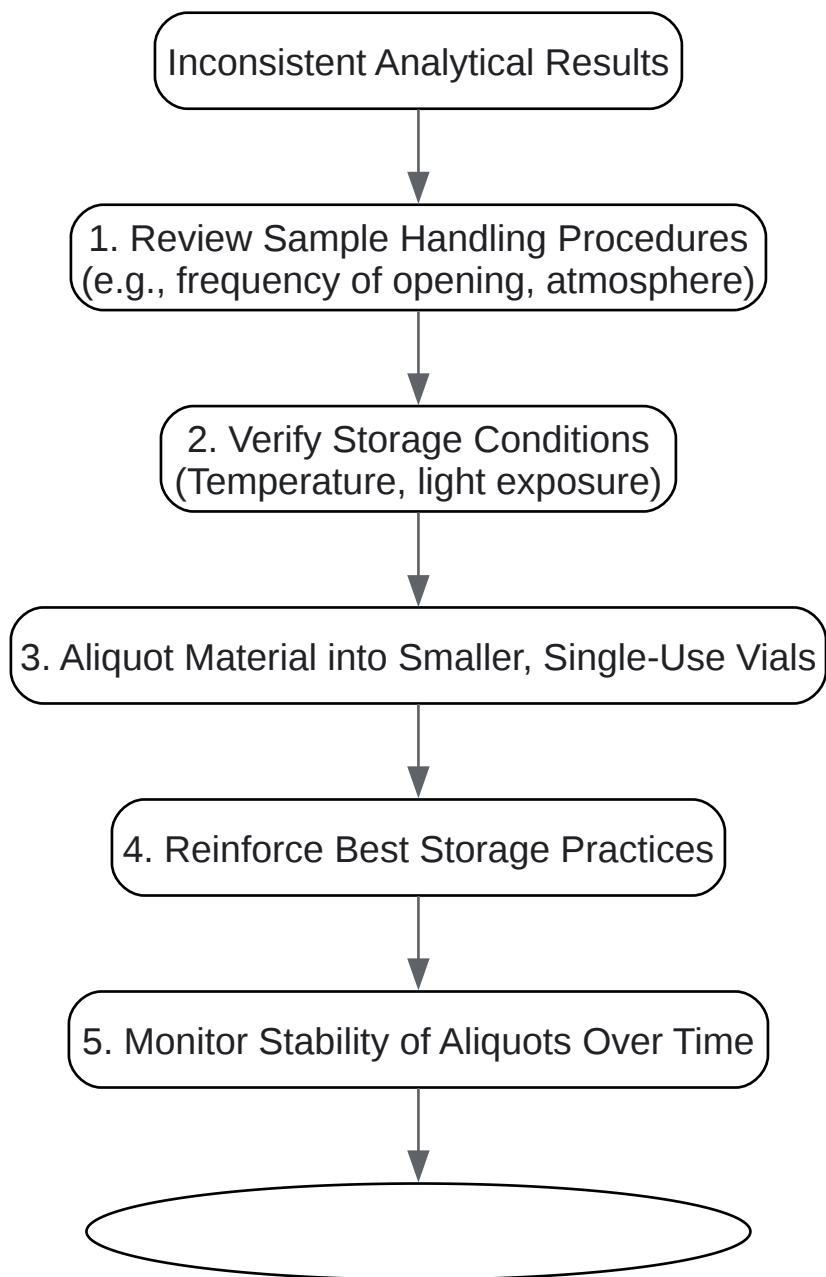 Inconsistent Analytical Results
1. Review Sample Handling Procedures
(e.g., frequency of opening, atmosphere)
2. Verify Storage Conditions
(Temperature, light exposure)
3. Aliquot Material into Smaller, Single-Use Vials
4. Reinforce Best Storage Practices
5. Monitor Stability of Aliquots Over Time